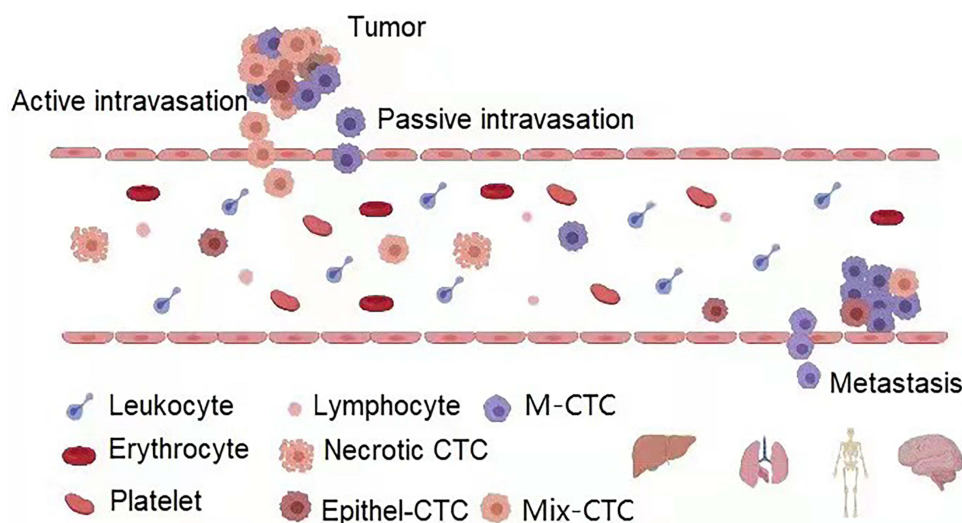 Tumor
Active intravasation
Passive intravasation
Metastasis
Leukocyte
Lymphocyte
M-CTC
Erythrocyte
Necrotic CTC
Platelet
Epithel-CTC
Mix-CTC